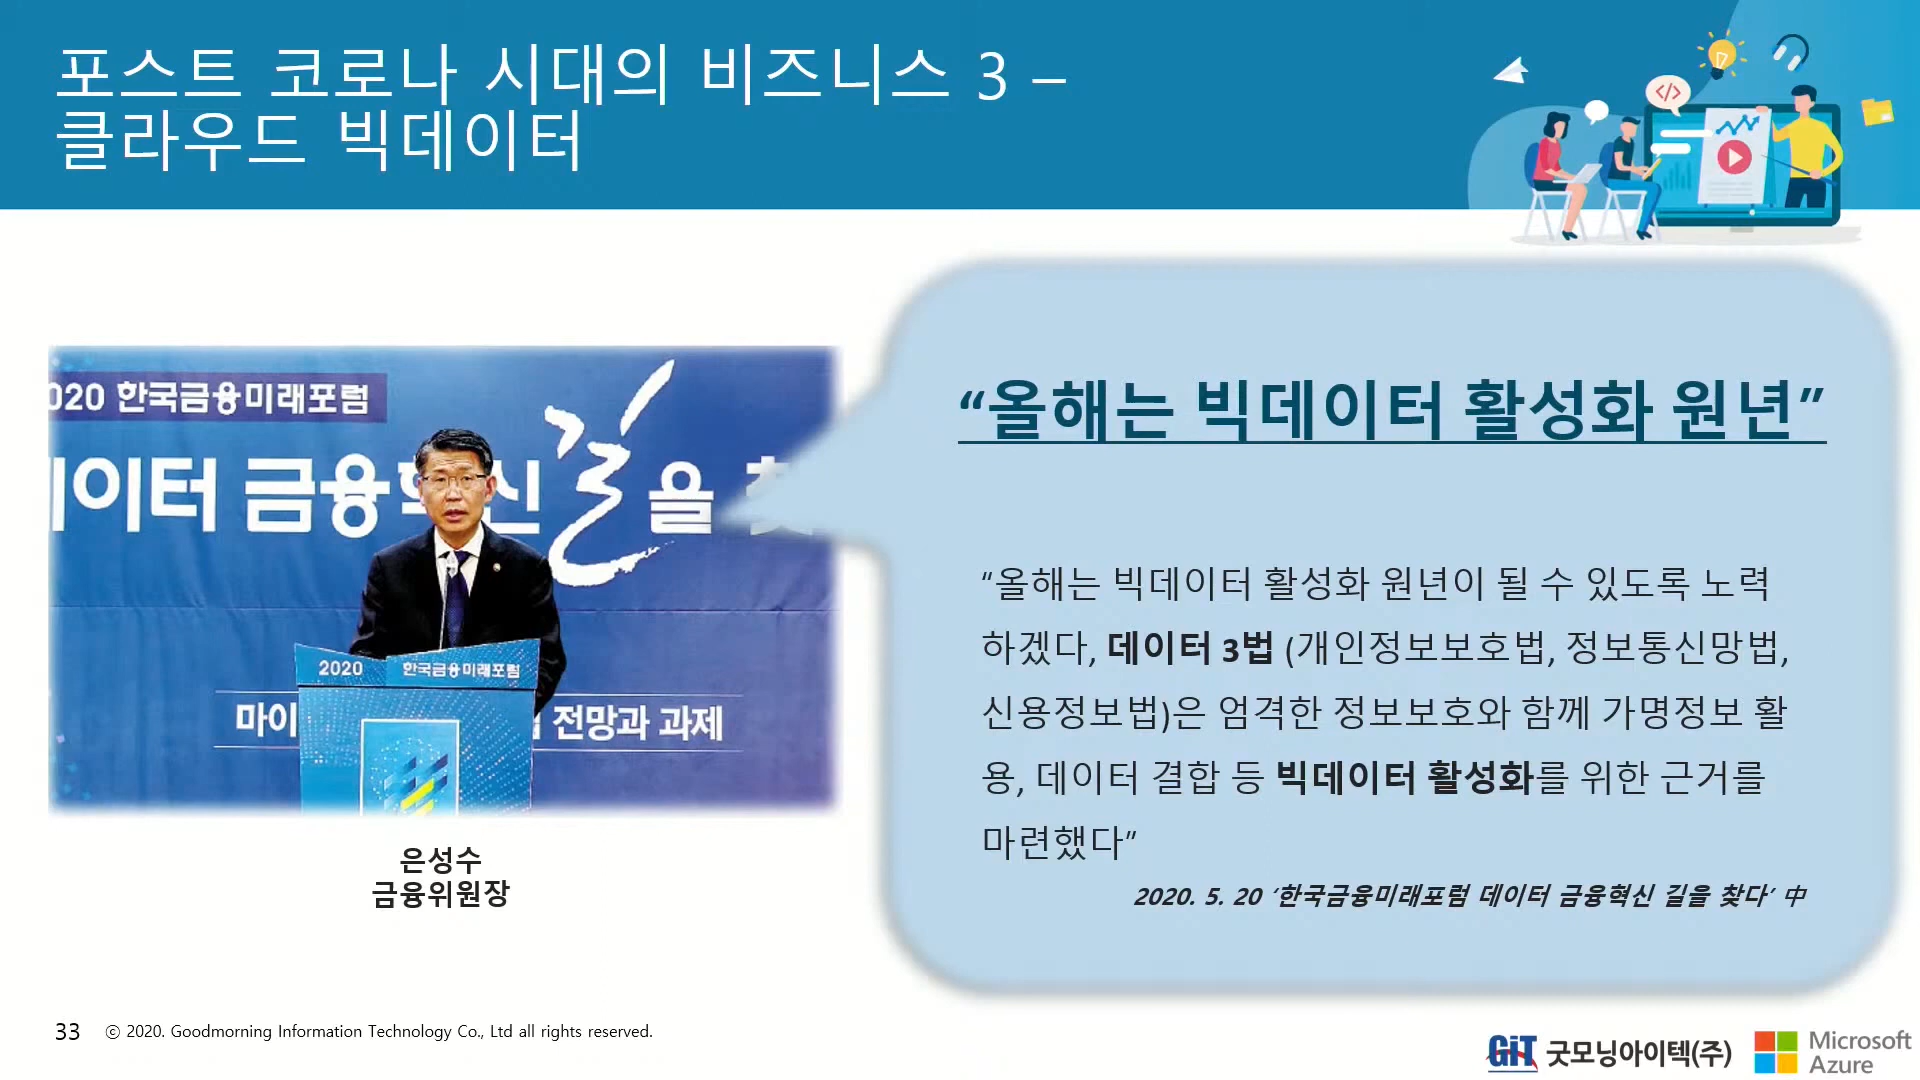 포스트 코로나 시대의 비즈니스 3 –
클라우드 빅데이터
</>
020 한국금융미래포럼
이터 금융혁신 길을
2020 한국금융미래포럼
마이 전망과 과제
은성수
금융위원장
“올해는 빅데이터 활성화 원년”
“올해는 빅데이터 활성화 원년이 될 수 있도록 노력
하겠다, 데이터 3법 (개인정보보호법, 정보통신망법,
신용정보법)은 엄격한 정보보호와 함께 가명정보 활
용, 데이터 결합 등 빅데이터 활성화를 위한 근거를
마련했다”
2020. 5. 20 ‘한국금융미래포럼 데이터 금융혁신 길을 찾다’ 中
33 ⓒ 2020. Goodmorning Information Technology Co., Ltd all rights reserved.
GiT 굿모닝아이텍(주)
Microsoft
Azure